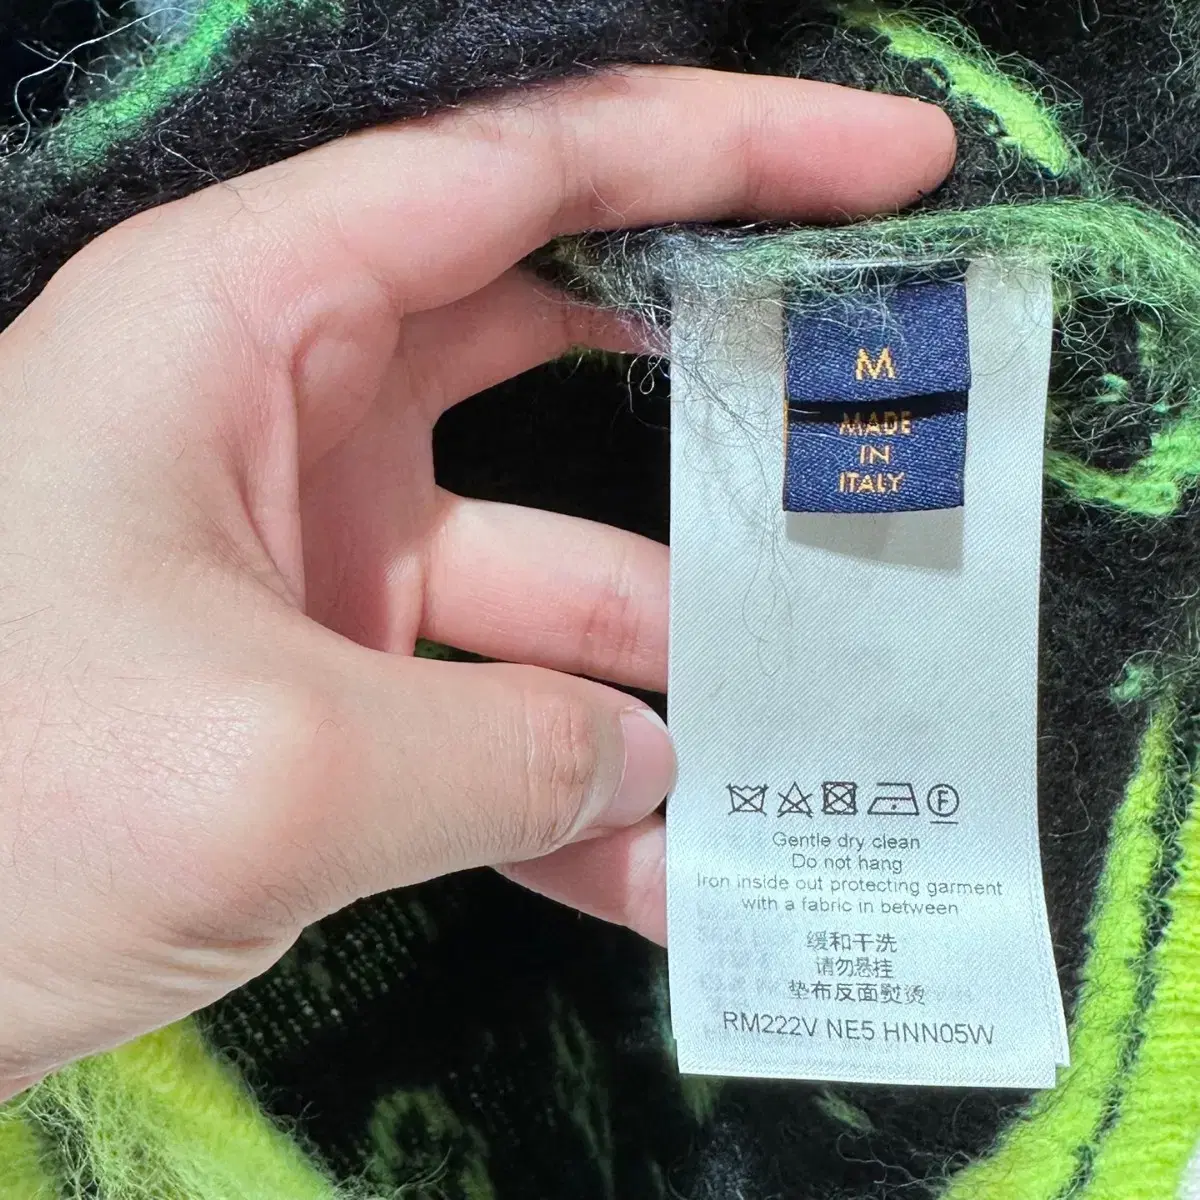 M
MADE
IN
ITALY
F
Gentle dry clean
Do not hang
Iron inside out protecting garment
with a fabric in between
缓和干洗
请勿悬挂
垫布反面熨烫
RM222V NE5 HNN05W